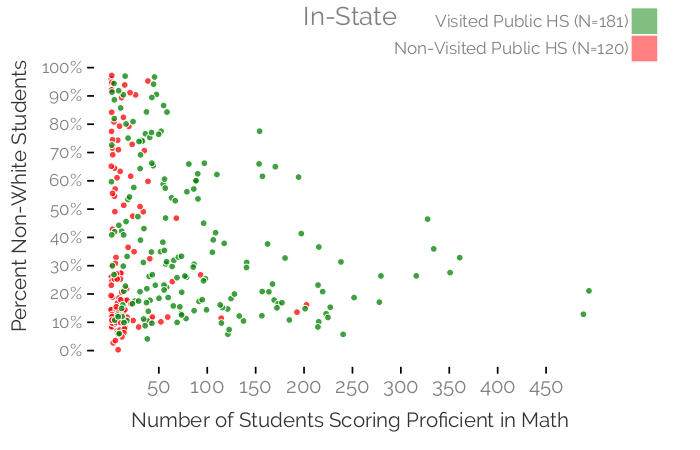 In-State
Visited Public HS (N=181)
Non-Visited Public HS (N=120)
Percent Non-White Students
100%
90%
80%
70%
60%
50%
40%
30%
20%
10%
0%
50 100 150 200 250 300 350 400 450
Number of Students Scoring Proficient in Math